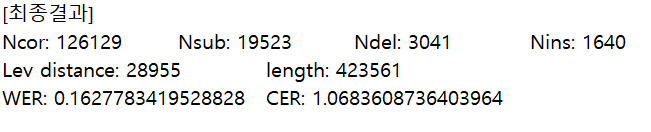 [최종결과]
Ncor: 126129 Nsub: 19523 Ndel: 3041 Nins: 1640
Lev distance: 28955 length: 423561
WER: 0.1627783419528828 CER: 1.0683608736403964